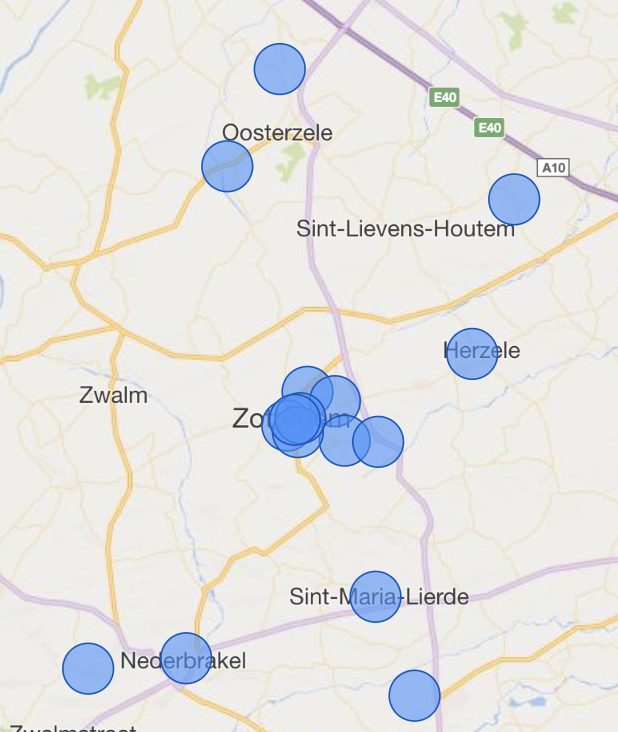 E40
E40
Oosterzele
A10
Sint-Lievens-Houtem
Herzele
Zwalm
Sint-Maria-Lierde
Nederbrakel